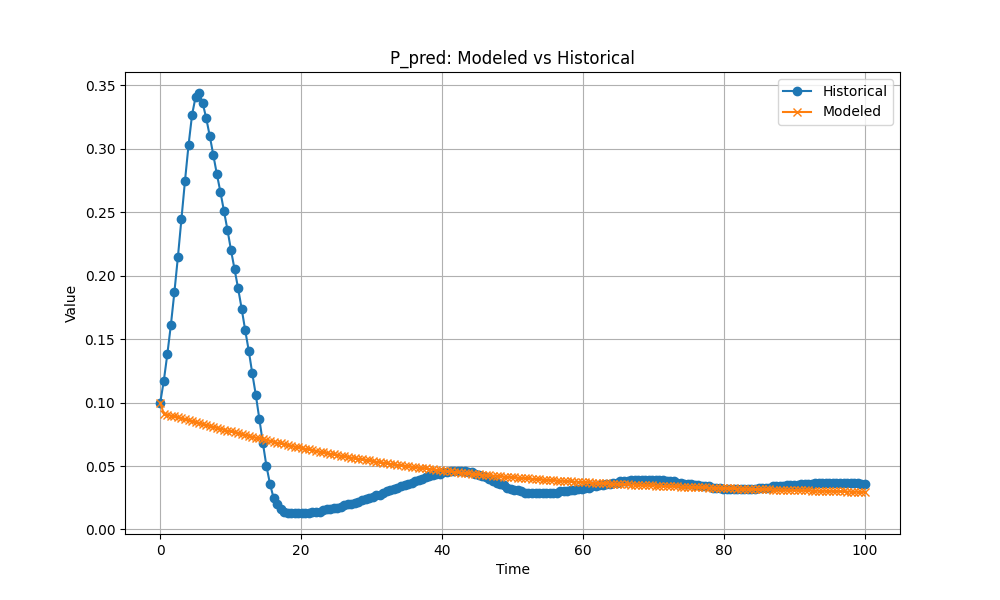 P_pred: Modeled vs Historical
Historical
Modeled
Value
0.35
0.30
0.25
0.20
0.15
0.10
0.05
0.00
0 20 40 60 80 100
Time